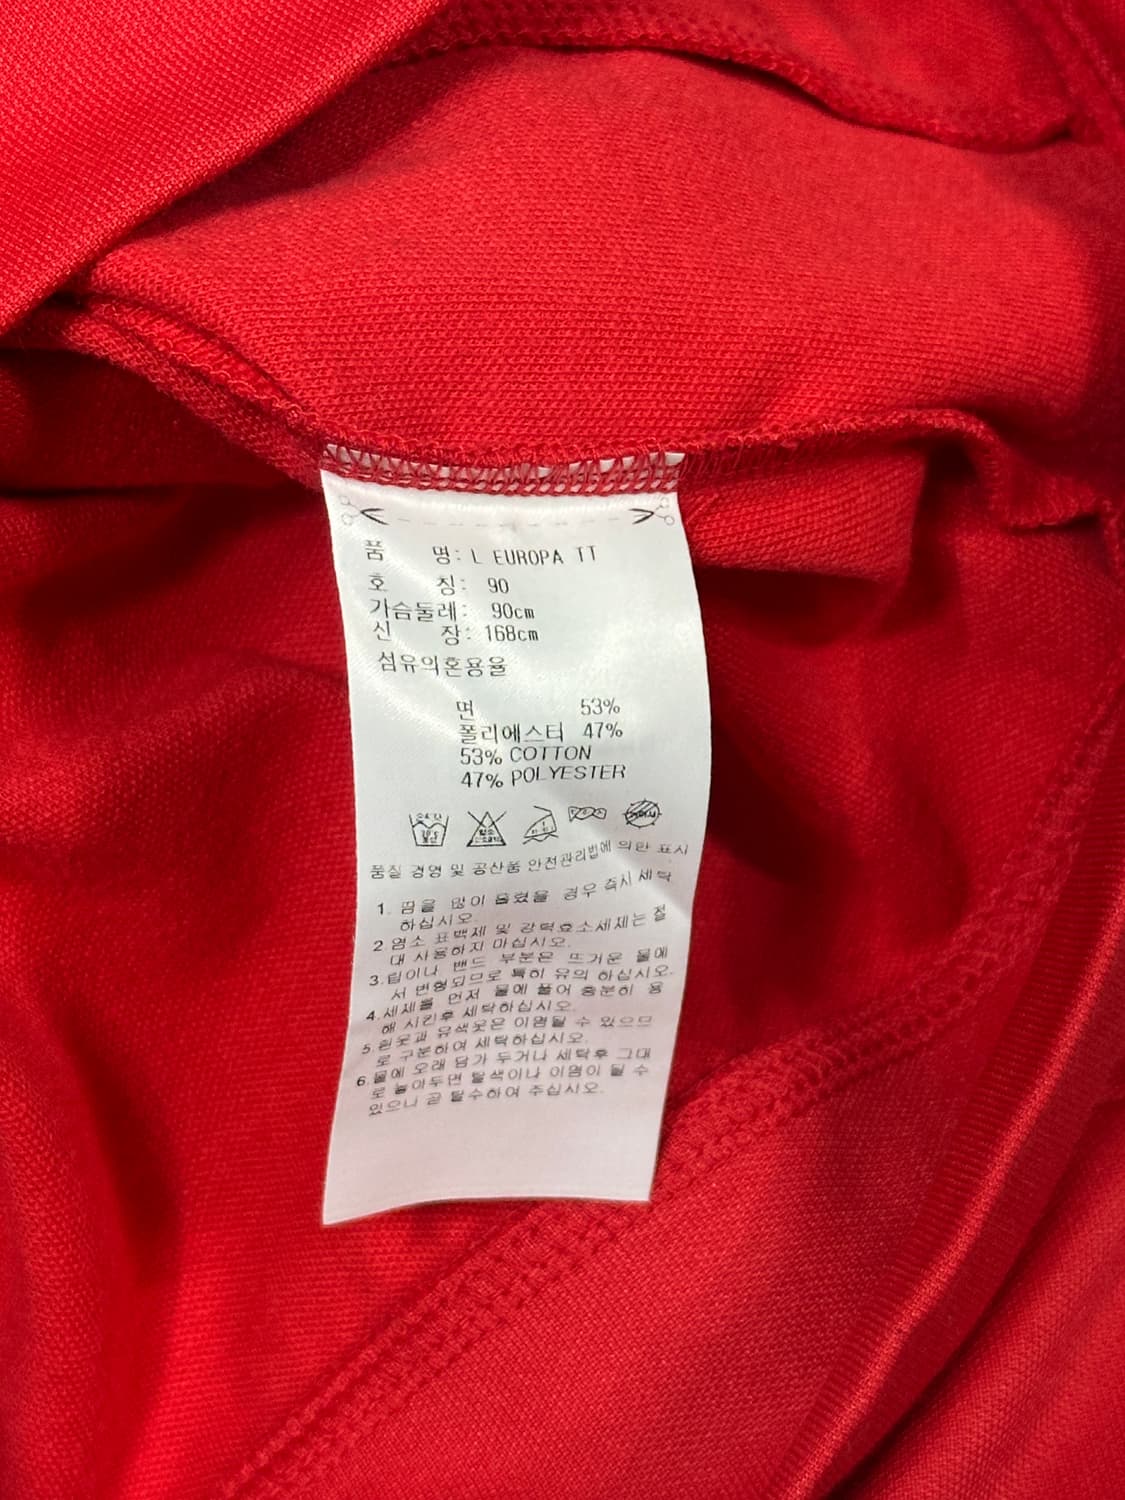 품 명: L EUROPA TT
호 칭: 90
가슴둘레: 90cm
신 장: 168cm
섬유의혼용율
면 53%
폴리에스터 47%
53% COTTON
47% POLYESTER
품질 경영 및 공산품 안전관리법에 의한 표시
1. 땀을 많이 흘렸을 경우 즉시 세탁
하십시오.
2 염소 표백제 및 강력효소세제는 절
대 사용하지 마십시오.
3.립이나 밴드 부분은 뜨거운 물에
서 변형되므로 특히 유의 하십시오.
4.세제를 먼저 물에 풀어 충분히 용
해 시킨후 세탁하십시오.
5.흰옷과 유색옷은 이염될 수 있으므
로 구분하여 세탁하십시오.
6.물에 오래 담가 두거나 세탁후 그대
로 놓아두면 탈색이나 이염이 될 수
있으니 곧 탈수하여 주십시오.